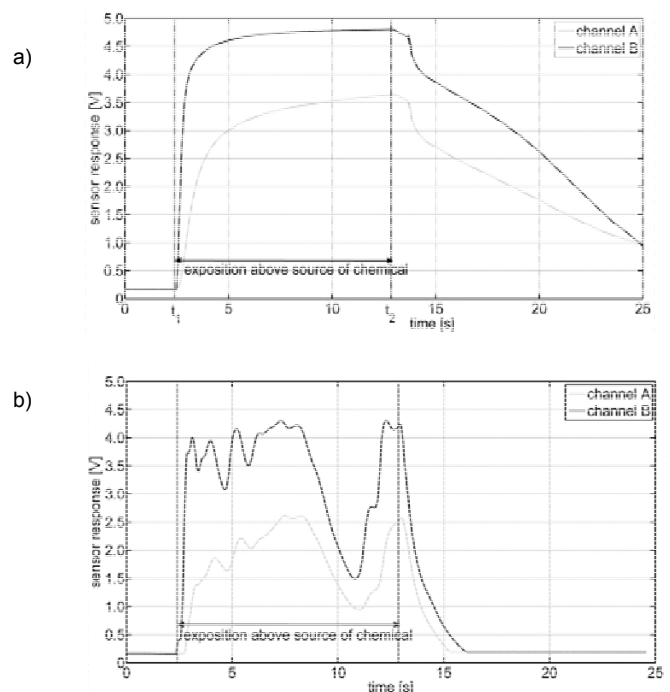 a)
5.0
channel A
channel B
4.5
4.0
3.5
3.0
2.5
2.0
1.5
1.0
0.5
0
sensor response [V]
exposition above source of chemical
0 t1 5 10 t2 15 20 25
time [s]
b)
5.0
channel A
channel B
4.5
4.0
3.5
3.0
2.5
2.0
1.5
1.0
0.5
0
sensor response [V]
exposition above source of chemical
0 5 10 15 20 25
time [s]